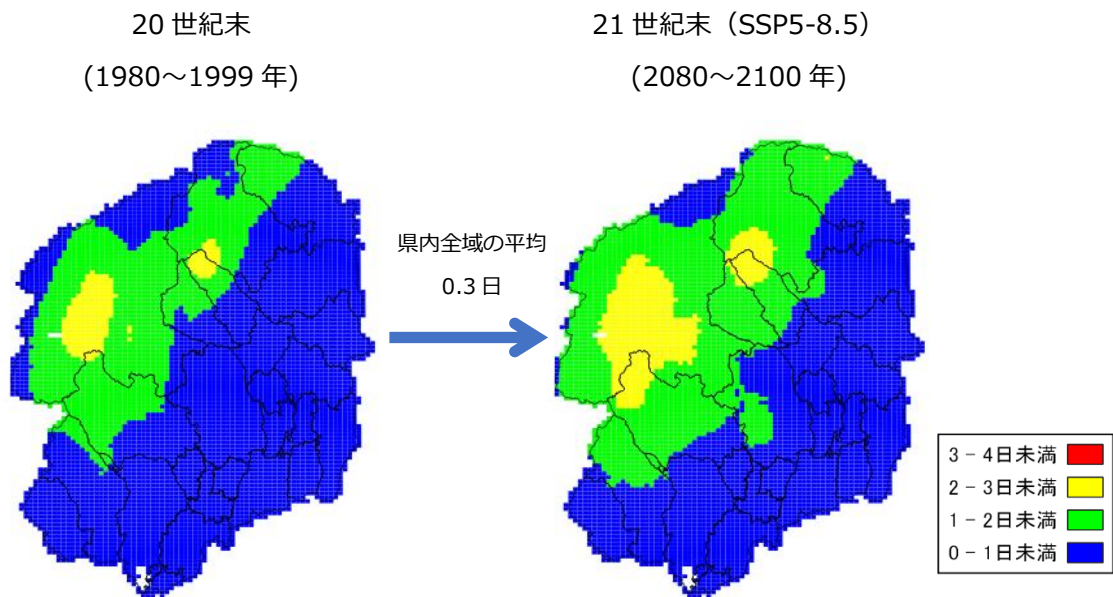 20 世紀末
(1980～1999 年)
21 世紀末（SSP5-8.5）
(2080～2100 年)
県内全域の平均
0.3 日
3－4日未満
2－3日未満
1－2日未満
0－1日未満